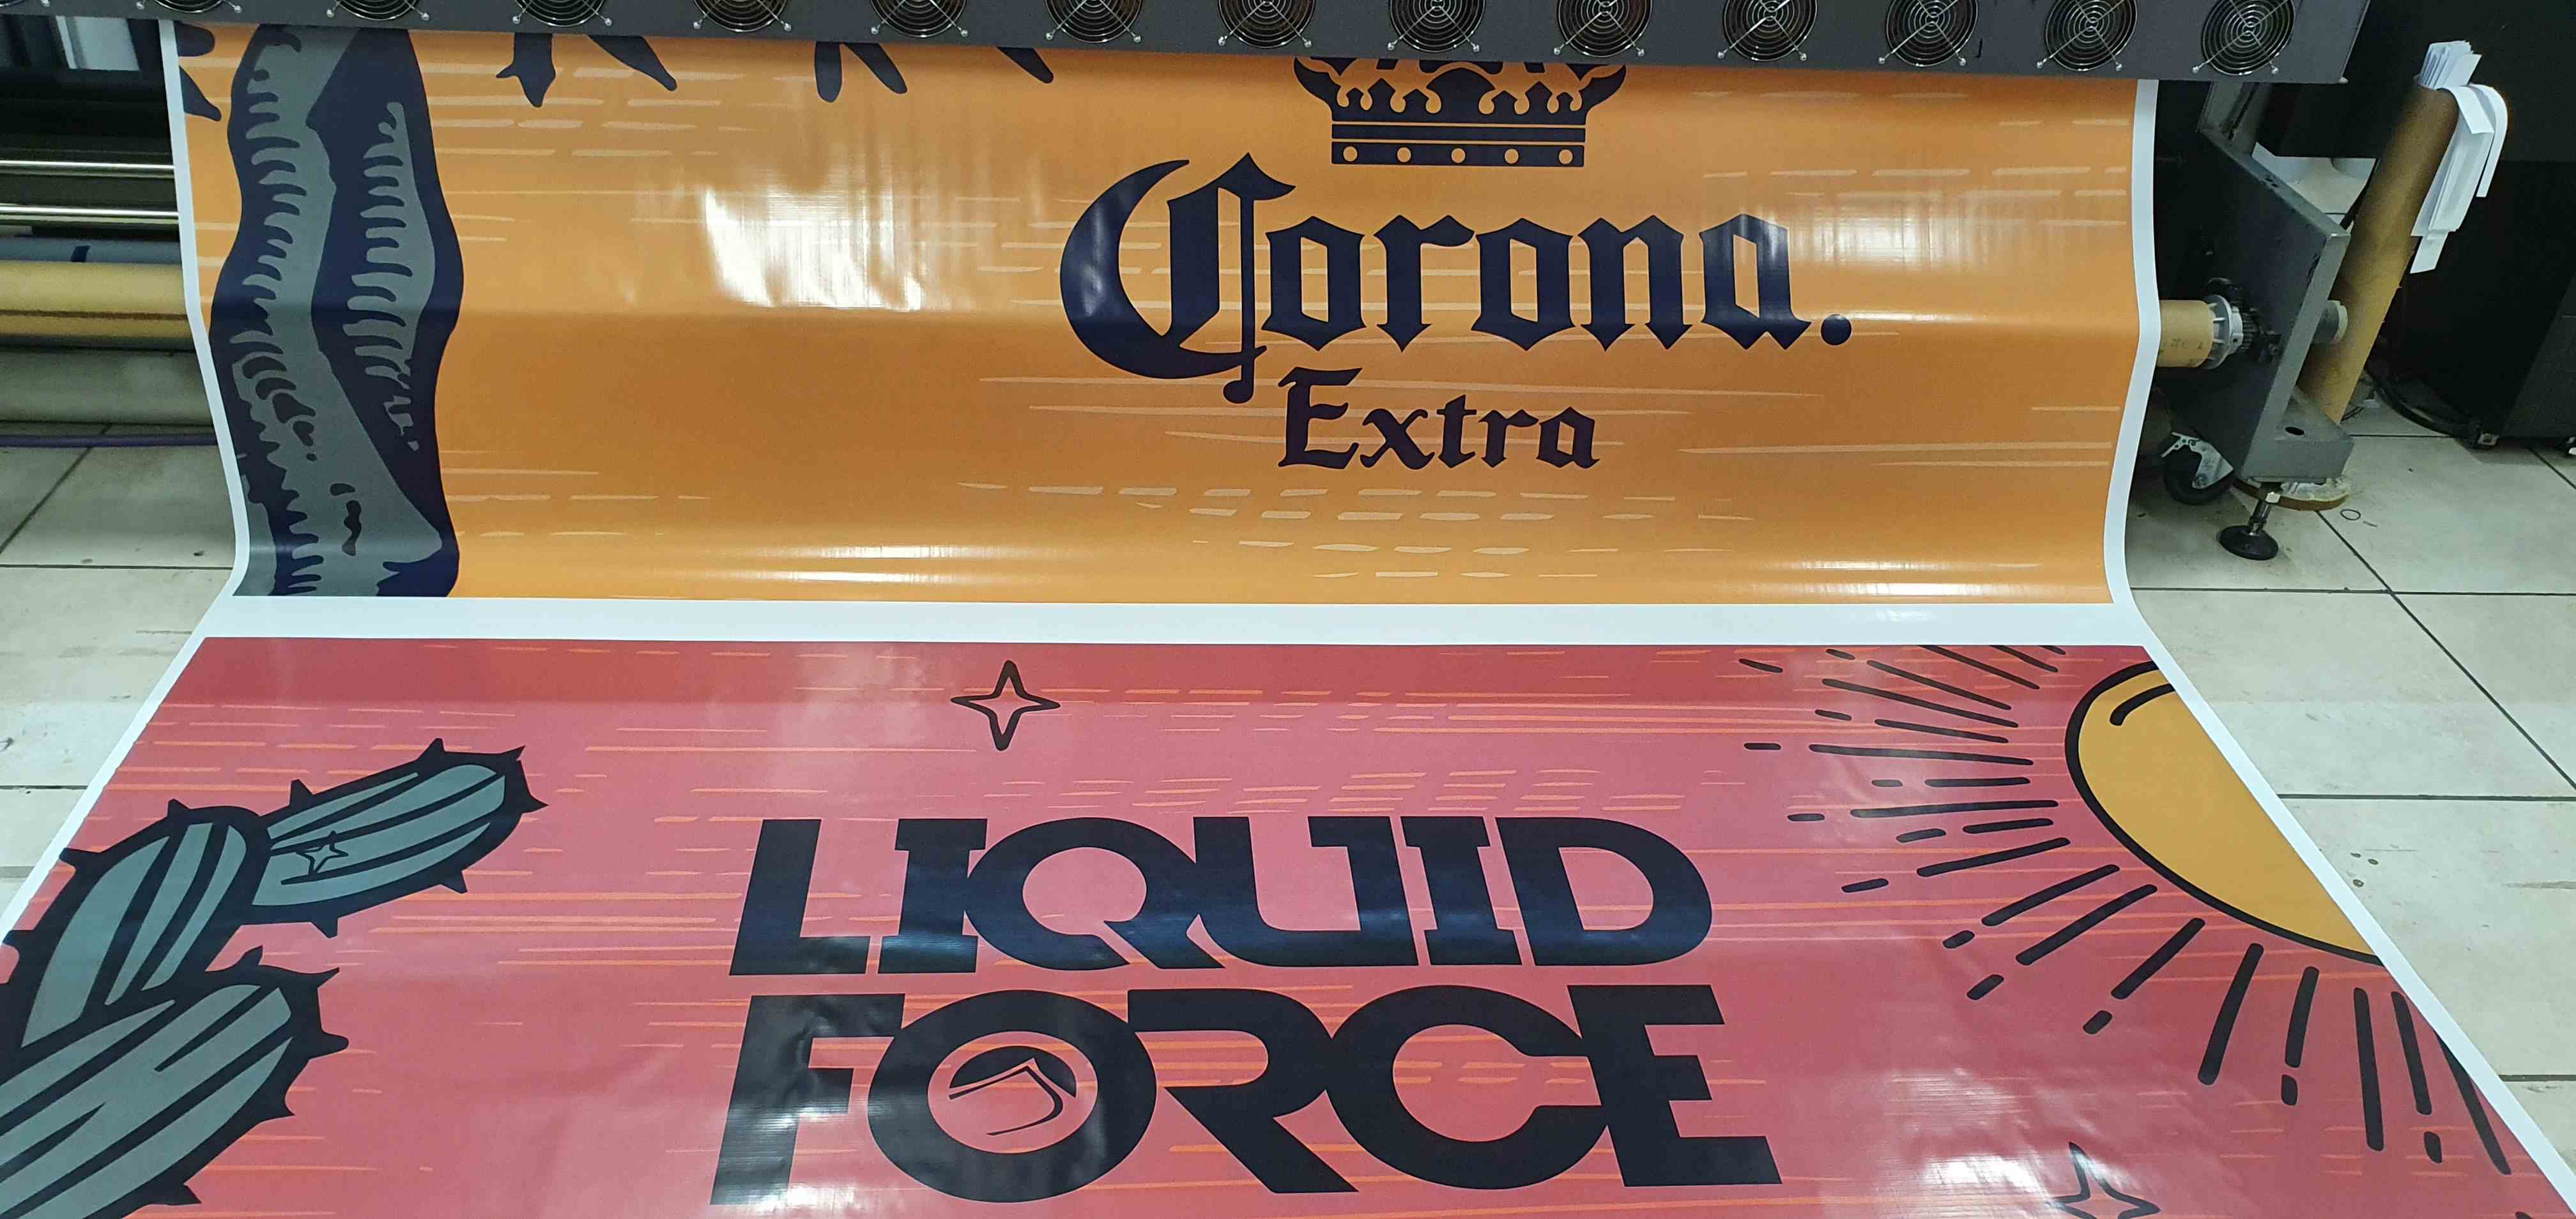 Corona.
Extra
LIQUID
FORCE